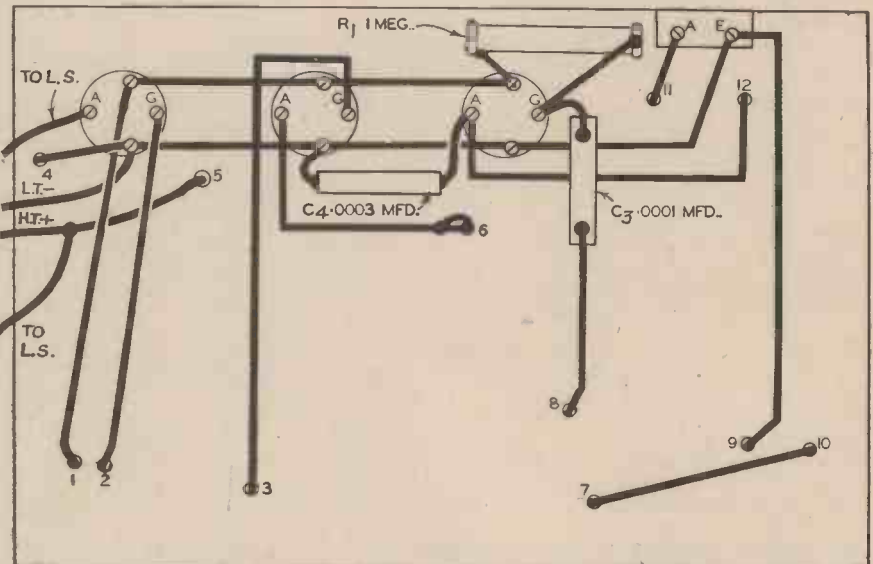 R1 1 MEG..
A E
TO L.S.
A G
A G
A G
11
12
4
5
L.T.-
H.T.+
C4 .0003 MFD.
C3 .0001 MFD..
6
TO
L.S.
8
9
10
1
2
3
7